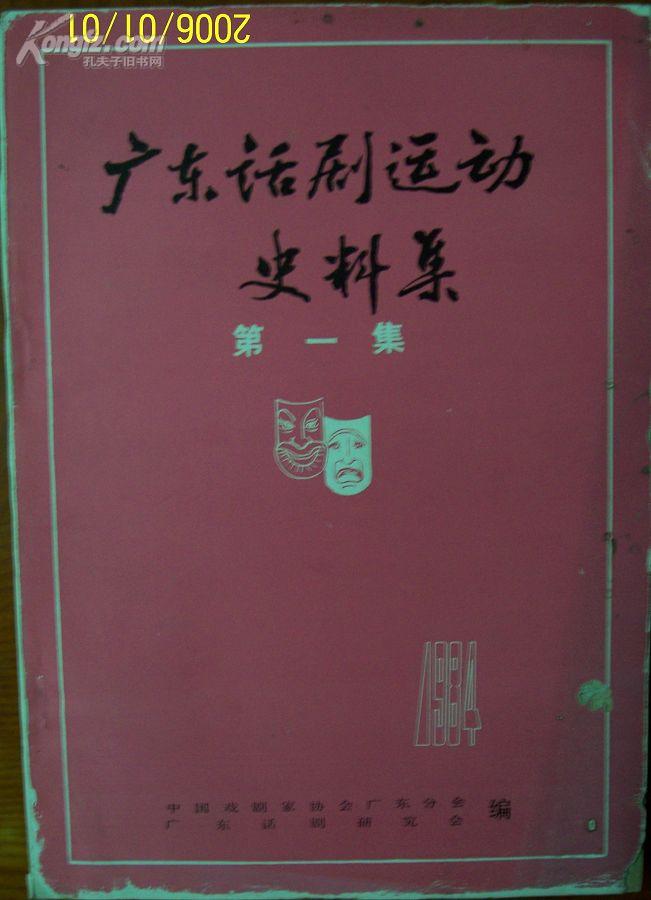 Kongfz.com
孔夫子旧书网
2006/01/01
广东话剧运动
史料集
第一集
1984
中国戏剧家协会广东分会
广东话剧研究会
编